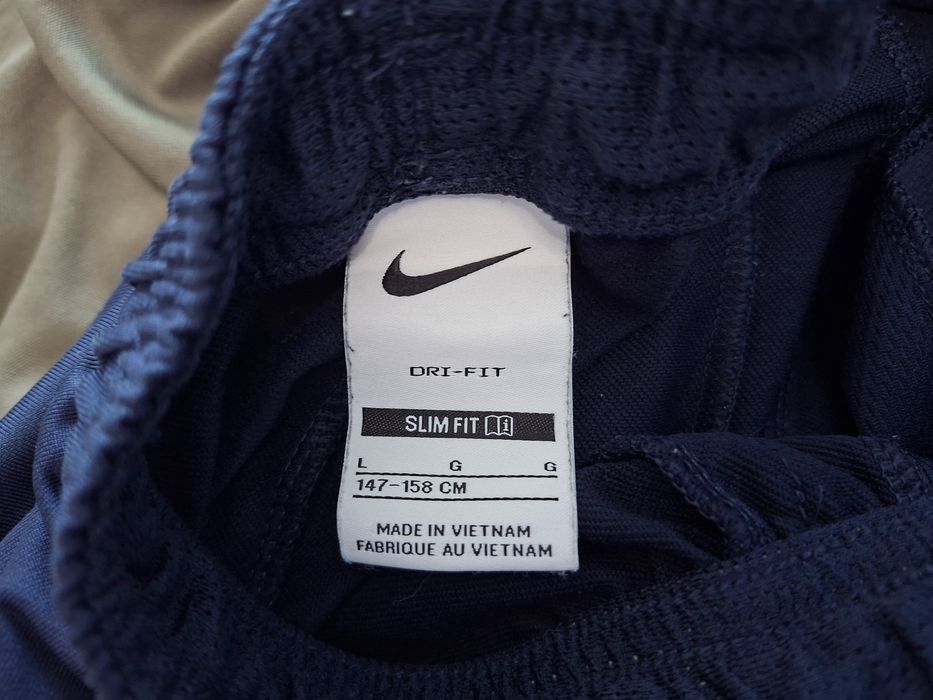 DRI-FIT
SLIM FIT
L G G
147-158 CM
MADE IN VIETNAM
FABRIQUE AU VIETNAM